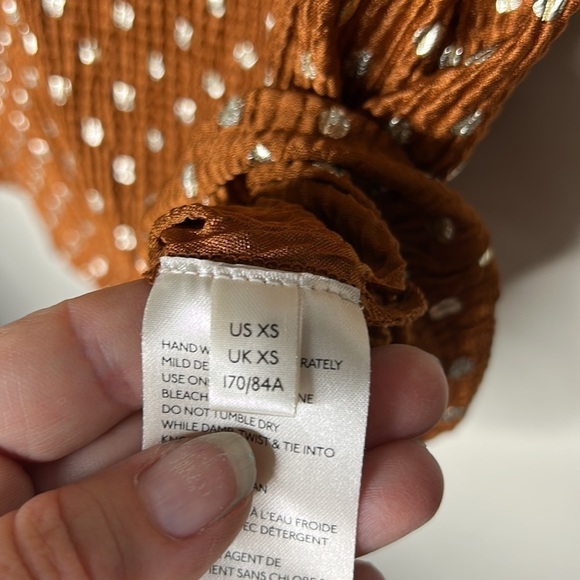 US XS
UK XS
170/84A
HAND RATELY
MILD DE
USE ON
BLEACH NE
DO NOT TUMBLE DRY
WHILE DAMP, TWIST & TIE INTO
À L'EAU FROIDE
EC DÉTERGENT
AGENT DE
MENT SANS CHLORE